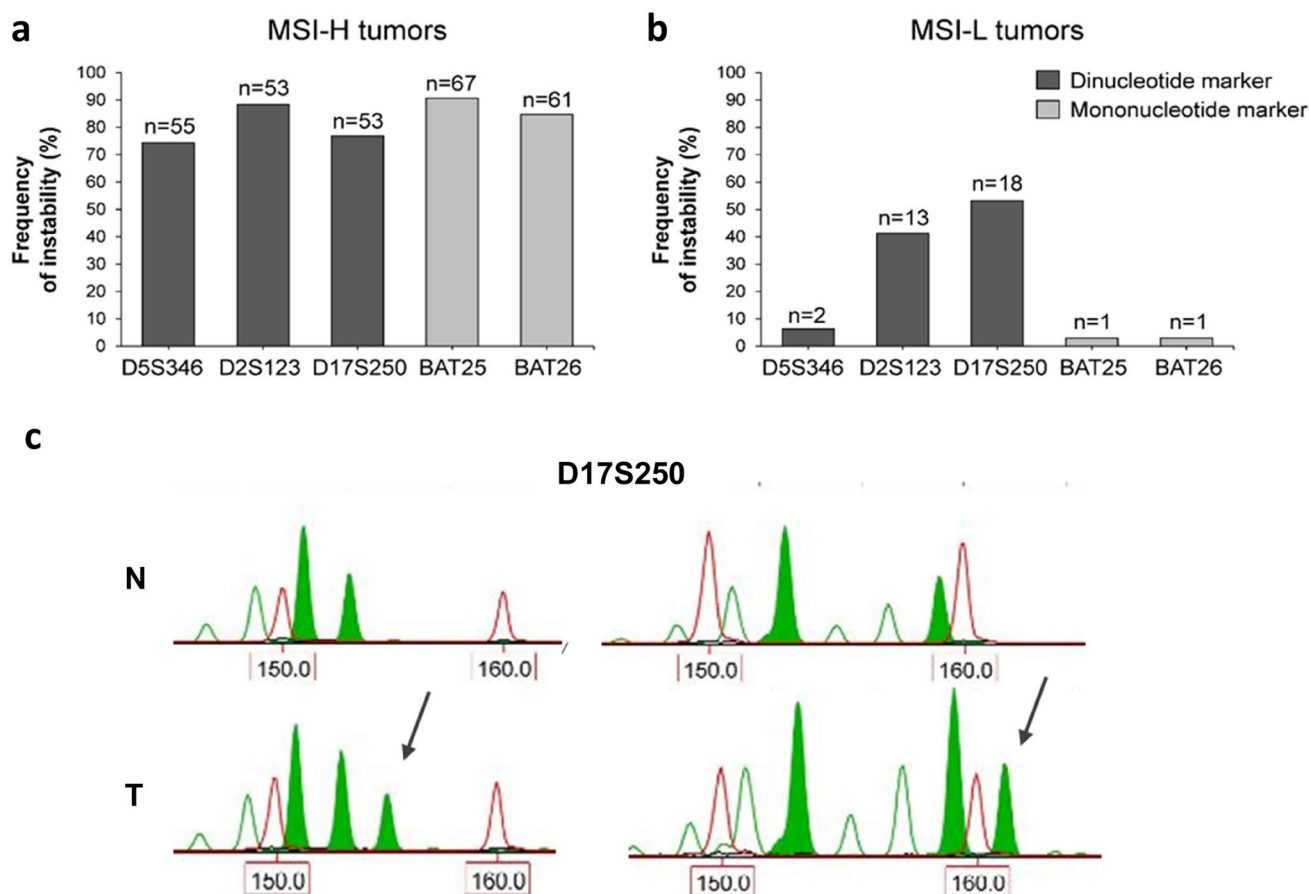 a
MSI-H tumors
Frequency
of instability (%)
100
90
80
70
60
50
40
30
20
10
0
n=55
n=53
n=53
n=67
n=61
D5S346 D2S123 D17S250 BAT25 BAT26
b
MSI-L tumors
Dinucleotide marker
Mononucleotide marker
Frequency
of instability (%)
100
90
80
70
60
50
40
30
20
10
0
n=2
n=13
n=18
n=1
n=1
D5S346 D2S123 D17S250 BAT25 BAT26
c
D17S250
N
150.0 160.0 150.0 160.0
T
150.0 160.0 150.0 160.0